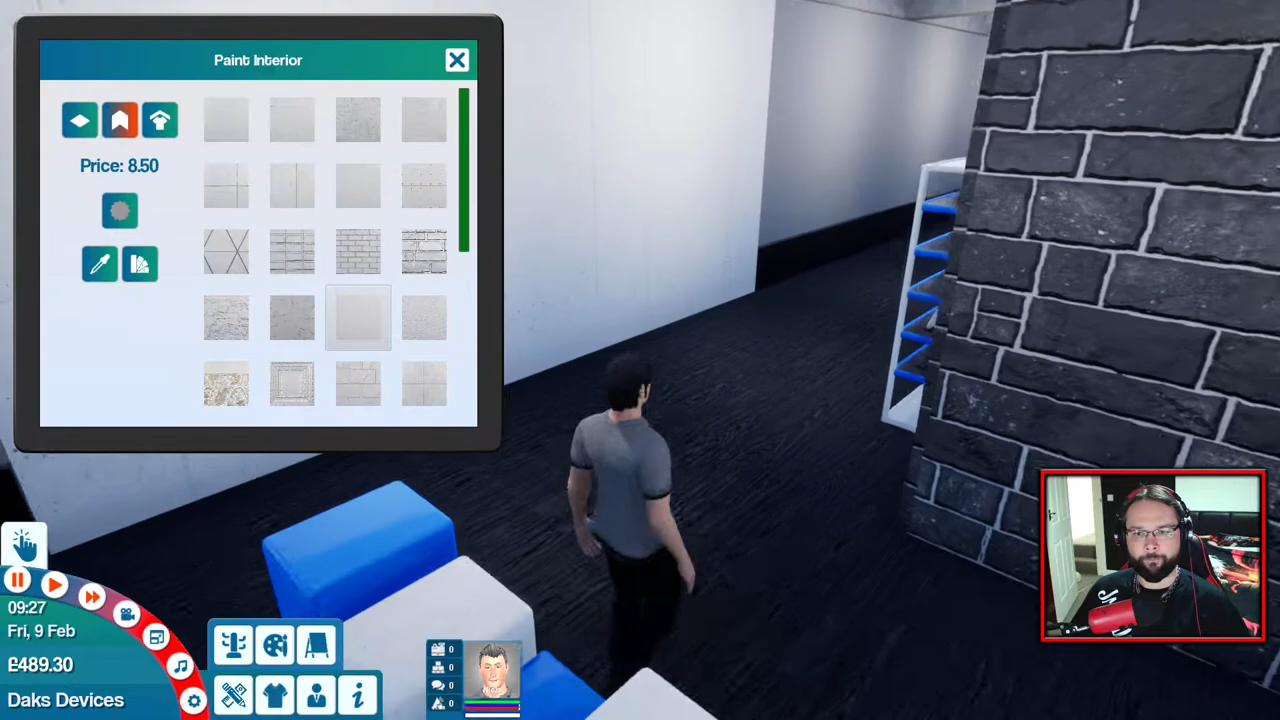 Paint Interior
Price: 8.50
09:27
Fri, 9 Feb
£489.30
Daks Devices
0
0
0
0